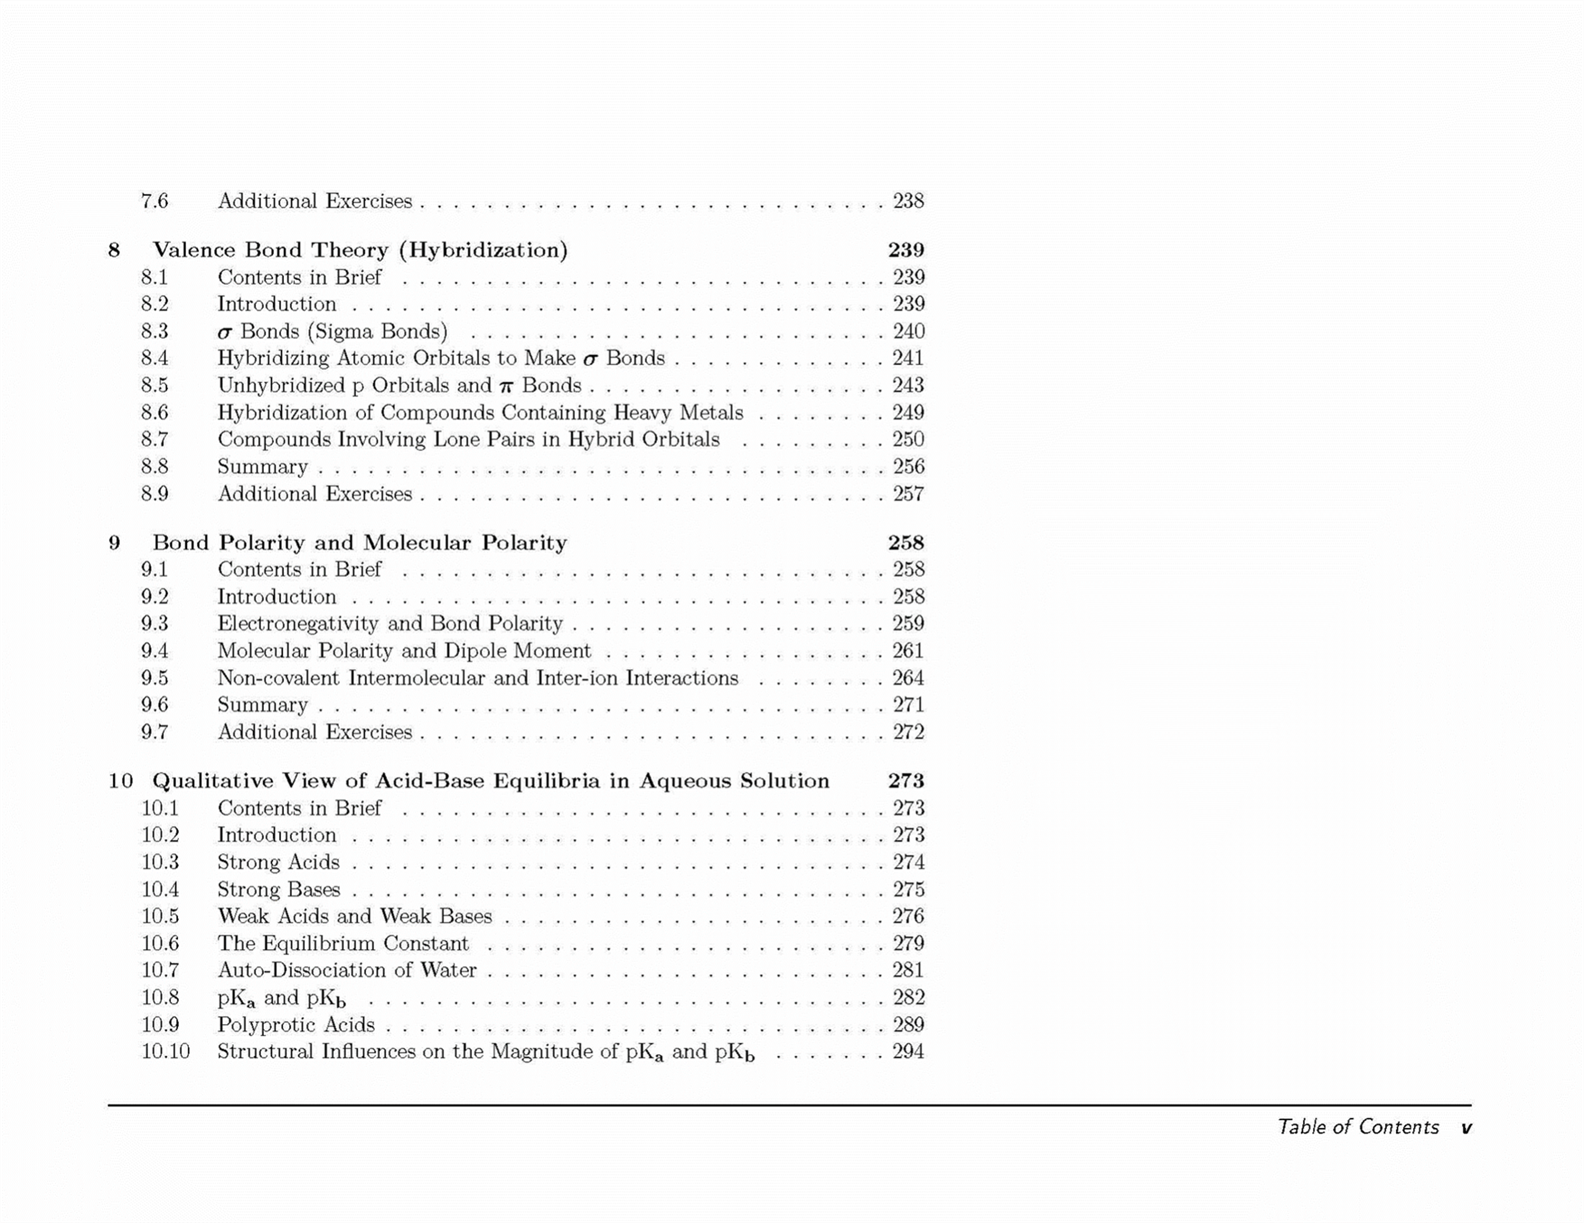 7.6 Additional Exercises . . . . . . . . . . . . . . . . . . . . . . . . . . . . 238
8 Valence Bond Theory (Hybridization) 239
8.1 Contents in Brief . . . . . . . . . . . . . . . . . . . . . . . . . . . . . 239
8.2 Introduction . . . . . . . . . . . . . . . . . . . . . . . . . . . . . . . . 239
8.3 σ Bonds (Sigma Bonds) . . . . . . . . . . . . . . . . . . . . . . . . . 240
8.4 Hybridizing Atomic Orbitals to Make σ Bonds . . . . . . . . . . . . . 241
8.5 Unhybridized p Orbitals and π Bonds . . . . . . . . . . . . . . . . . . 243
8.6 Hybridization of Compounds Containing Heavy Metals . . . . . . . . 249
8.7 Compounds Involving Lone Pairs in Hybrid Orbitals . . . . . . . . . 250
8.8 Summary . . . . . . . . . . . . . . . . . . . . . . . . . . . . . . . . . . 256
8.9 Additional Exercises . . . . . . . . . . . . . . . . . . . . . . . . . . . . 257
9 Bond Polarity and Molecular Polarity 258
9.1 Contents in Brief . . . . . . . . . . . . . . . . . . . . . . . . . . . . . 258
9.2 Introduction . . . . . . . . . . . . . . . . . . . . . . . . . . . . . . . . 258
9.3 Electronegativity and Bond Polarity . . . . . . . . . . . . . . . . . . . 259
9.4 Molecular Polarity and Dipole Moment . . . . . . . . . . . . . . . . . 261
9.5 Non-covalent Intermolecular and Inter-ion Interactions . . . . . . . . 264
9.6 Summary . . . . . . . . . . . . . . . . . . . . . . . . . . . . . . . . . . 271
9.7 Additional Exercises . . . . . . . . . . . . . . . . . . . . . . . . . . . . 272
10 Qualitative View of Acid-Base Equilibria in Aqueous Solution 273
10.1 Contents in Brief . . . . . . . . . . . . . . . . . . . . . . . . . . . . . 273
10.2 Introduction . . . . . . . . . . . . . . . . . . . . . . . . . . . . . . . . 273
10.3 Strong Acids . . . . . . . . . . . . . . . . . . . . . . . . . . . . . . . . 274
10.4 Strong Bases . . . . . . . . . . . . . . . . . . . . . . . . . . . . . . . . 275
10.5 Weak Acids and Weak Bases . . . . . . . . . . . . . . . . . . . . . . . 276
10.6 The Equilibrium Constant . . . . . . . . . . . . . . . . . . . . . . . . 279
10.7 Auto-Dissociation of Water . . . . . . . . . . . . . . . . . . . . . . . . 281
10.8 pKₐ and pK_b . . . . . . . . . . . . . . . . . . . . . . . . . . . . . . . 282
10.9 Polyprotic Acids . . . . . . . . . . . . . . . . . . . . . . . . . . . . . . 289
10.10 Structural Influences on the Magnitude of pKₐ and pK_b . . . . . . . 294
Table of Contents v